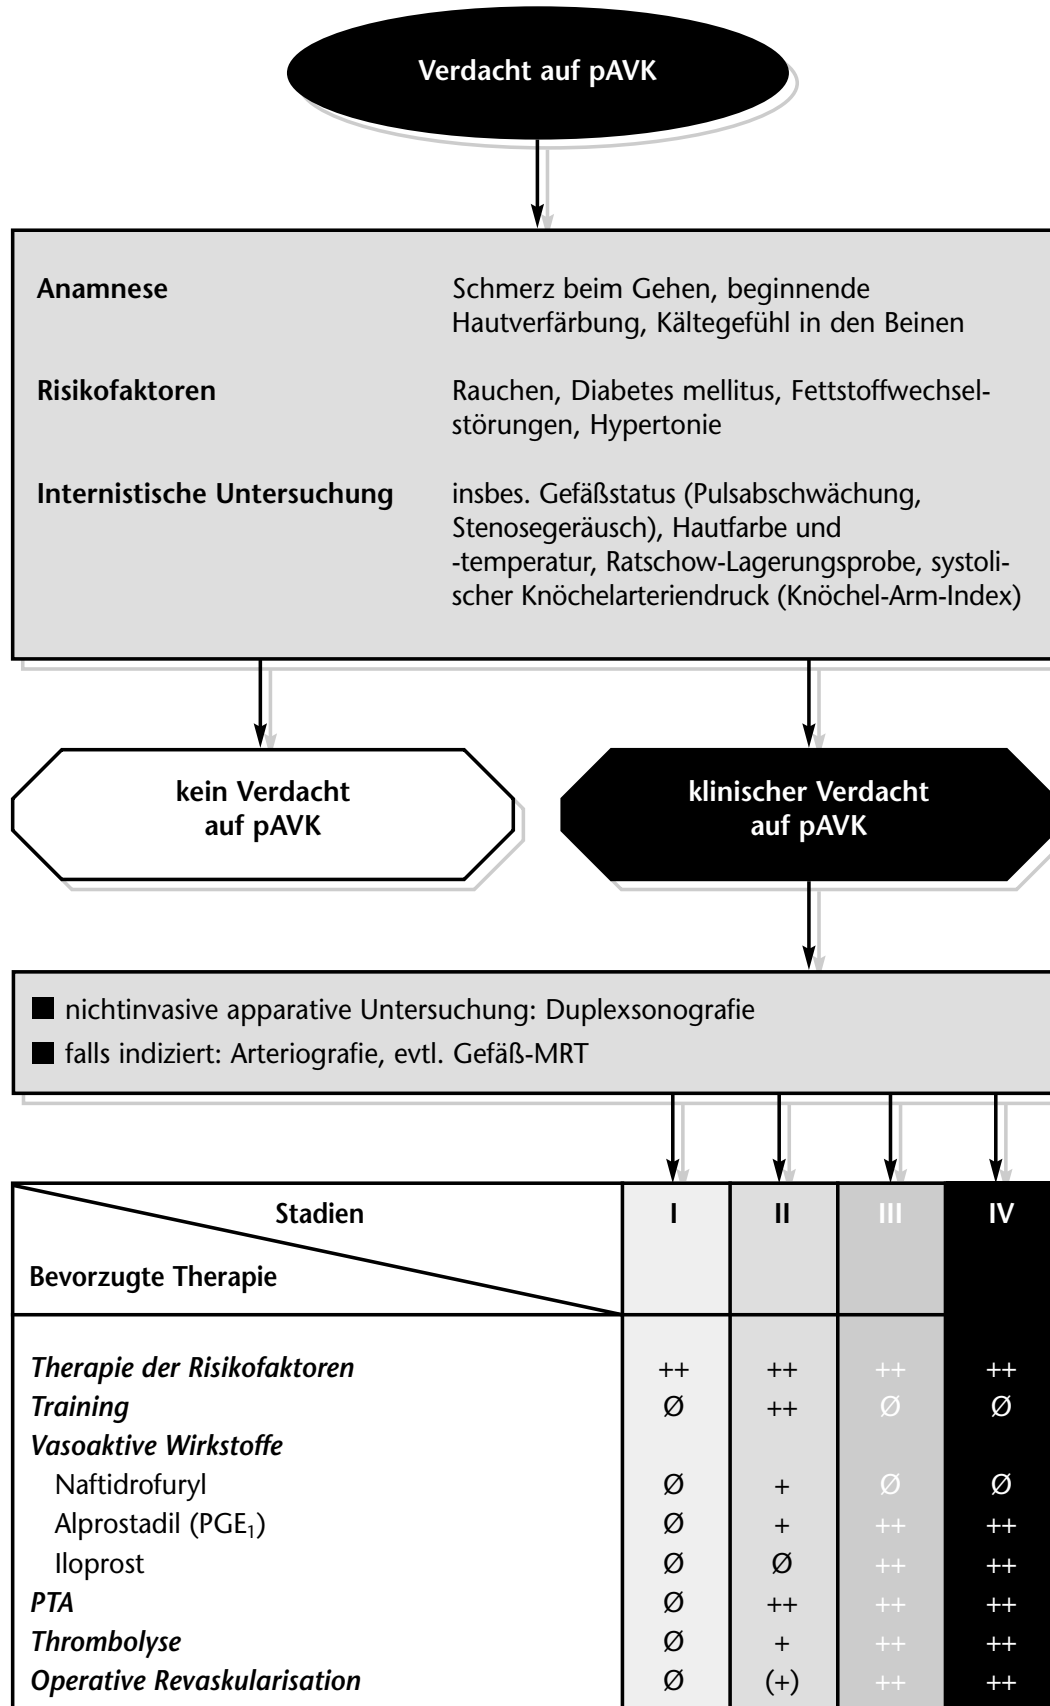 Verdacht auf pAVK
Anamnese Schmerz beim Gehen, beginnende
Hautverfärbung, Kältegefühl in den Beinen
Risikofaktoren Rauchen, Diabetes mellitus, Fettstoffwechsel-
störungen, Hypertonie
Internistische Untersuchung insbes. Gefäßstatus (Pulsabschwächung,
Stenosegeräusch), Hautfarbe und
-temperatur, Ratschow-Lagerungsprobe, systoli-
scher Knöchelarteriendruck (Knöchel-Arm-Index)
kein Verdacht
auf pAVK
klinischer Verdacht
auf pAVK
■ nichtinvasive apparative Untersuchung: Duplexsonografie
■ falls indiziert: Arteriografie, evtl. Gefäß-MRT
Stadien I II III IV
Bevorzugte Therapie
Therapie der Risikofaktoren ++ ++ ++ ++
Training Ø ++ Ø Ø
Vasoaktive Wirkstoffe
Naftidrofuryl Ø + Ø Ø
Alprostadil (PGE₁) Ø + ++ ++
Iloprost Ø Ø ++ ++
PTA Ø ++ ++ ++
Thrombolyse Ø + ++ ++
Operative Revaskularisation Ø (+) ++ ++